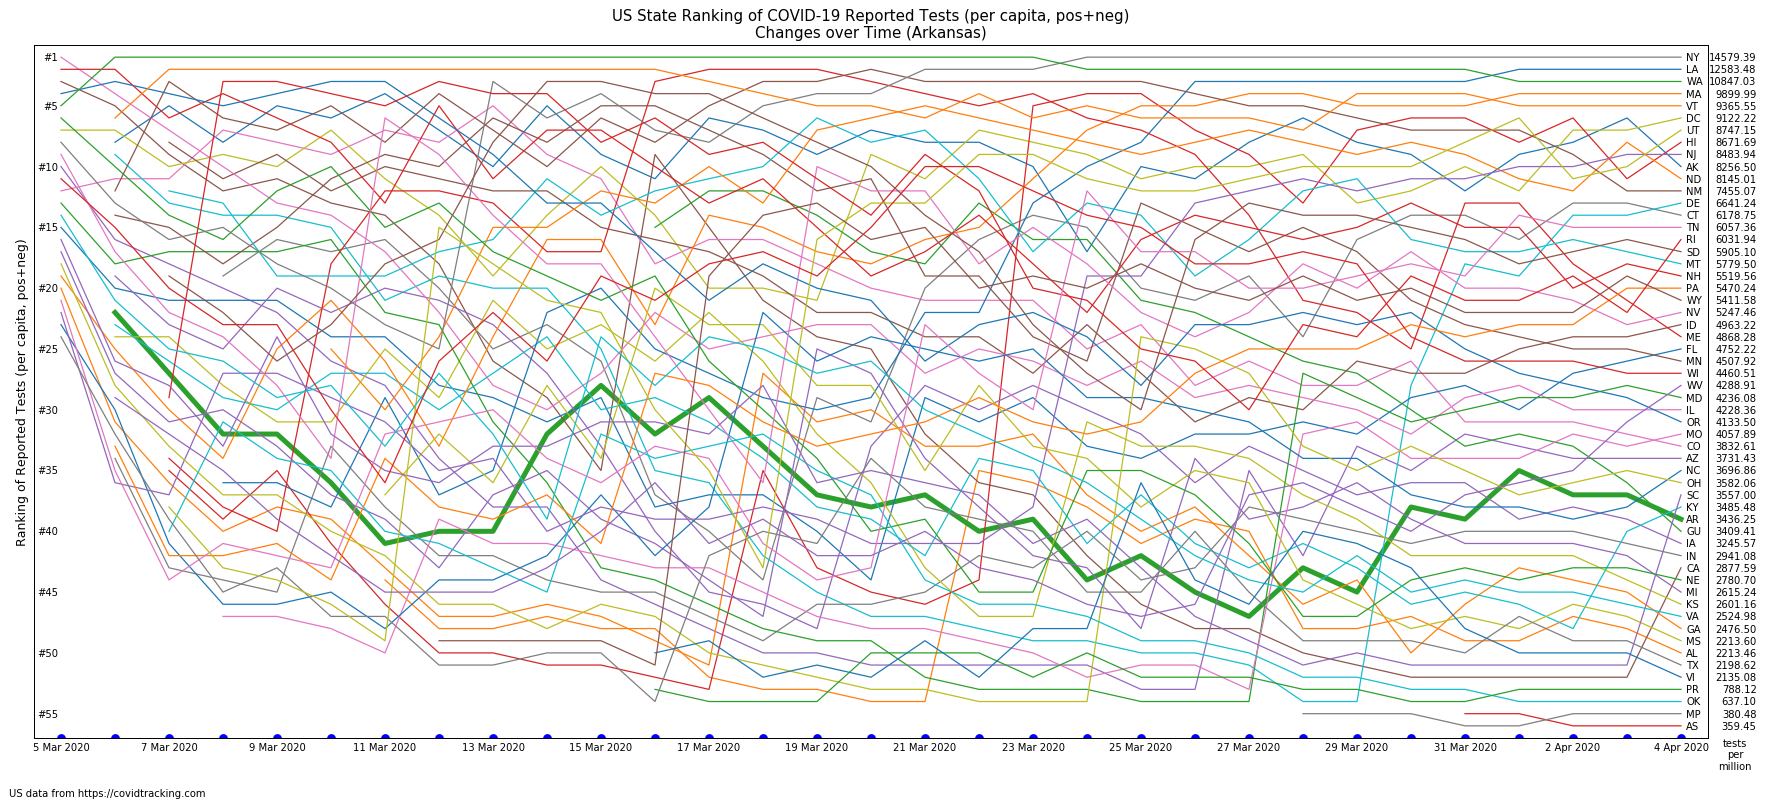 US State Ranking of COVID-19 Reported Tests (per capita, pos+neg)
Changes over Time (Arkansas)
Ranking of Reported Tests (per capita, pos+neg)
#1
#5
#10
#15
#20
#25
#30
#35
#40
#45
#50
#55
NY 14579.39
LA 12583.48
WA 10847.03
MA 9899.99
VT 9365.55
DC 9122.22
UT 8747.15
HI 8671.69
NJ 8483.94
AK 8256.50
ND 8145.01
NM 7455.07
DE 6641.24
CT 6178.75
TN 6057.36
RI 6031.94
SD 5905.10
MT 5779.50
NH 5519.56
PA 5470.24
WY 5411.58
NV 5247.46
ID 4963.22
ME 4868.28
FL 4752.22
MN 4507.92
WI 4460.51
WV 4288.91
MD 4236.08
IL 4228.36
OR 4133.50
MO 4057.89
CO 3832.61
AZ 3731.43
NC 3696.86
OH 3582.06
SC 3557.00
KY 3485.48
AR 3436.25
GU 3409.41
IA 3245.57
IN 2941.08
CA 2877.59
NE 2780.70
MI 2615.24
KS 2601.16
VA 2524.98
GA 2476.50
MS 2213.60
AL 2213.46
TX 2198.62
VI 2135.08
PR 788.12
OK 637.10
MP 380.48
AS 359.45
5 Mar 2020
7 Mar 2020
9 Mar 2020
11 Mar 2020
13 Mar 2020
15 Mar 2020
17 Mar 2020
19 Mar 2020
21 Mar 2020
23 Mar 2020
25 Mar 2020
27 Mar 2020
29 Mar 2020
31 Mar 2020
2 Apr 2020
4 Apr 2020
tests
per
million
US data from https://covidtracking.com